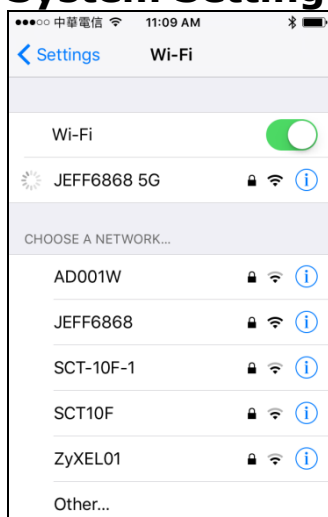 System Setting
中華電信 11:09 AM
Settings Wi-Fi
Wi-Fi
JEFF6868 5G
CHOOSE A NETWORK...
AD001W
JEFF6868
SCT-10F-1
SCT10F
ZyXEL01
Other...